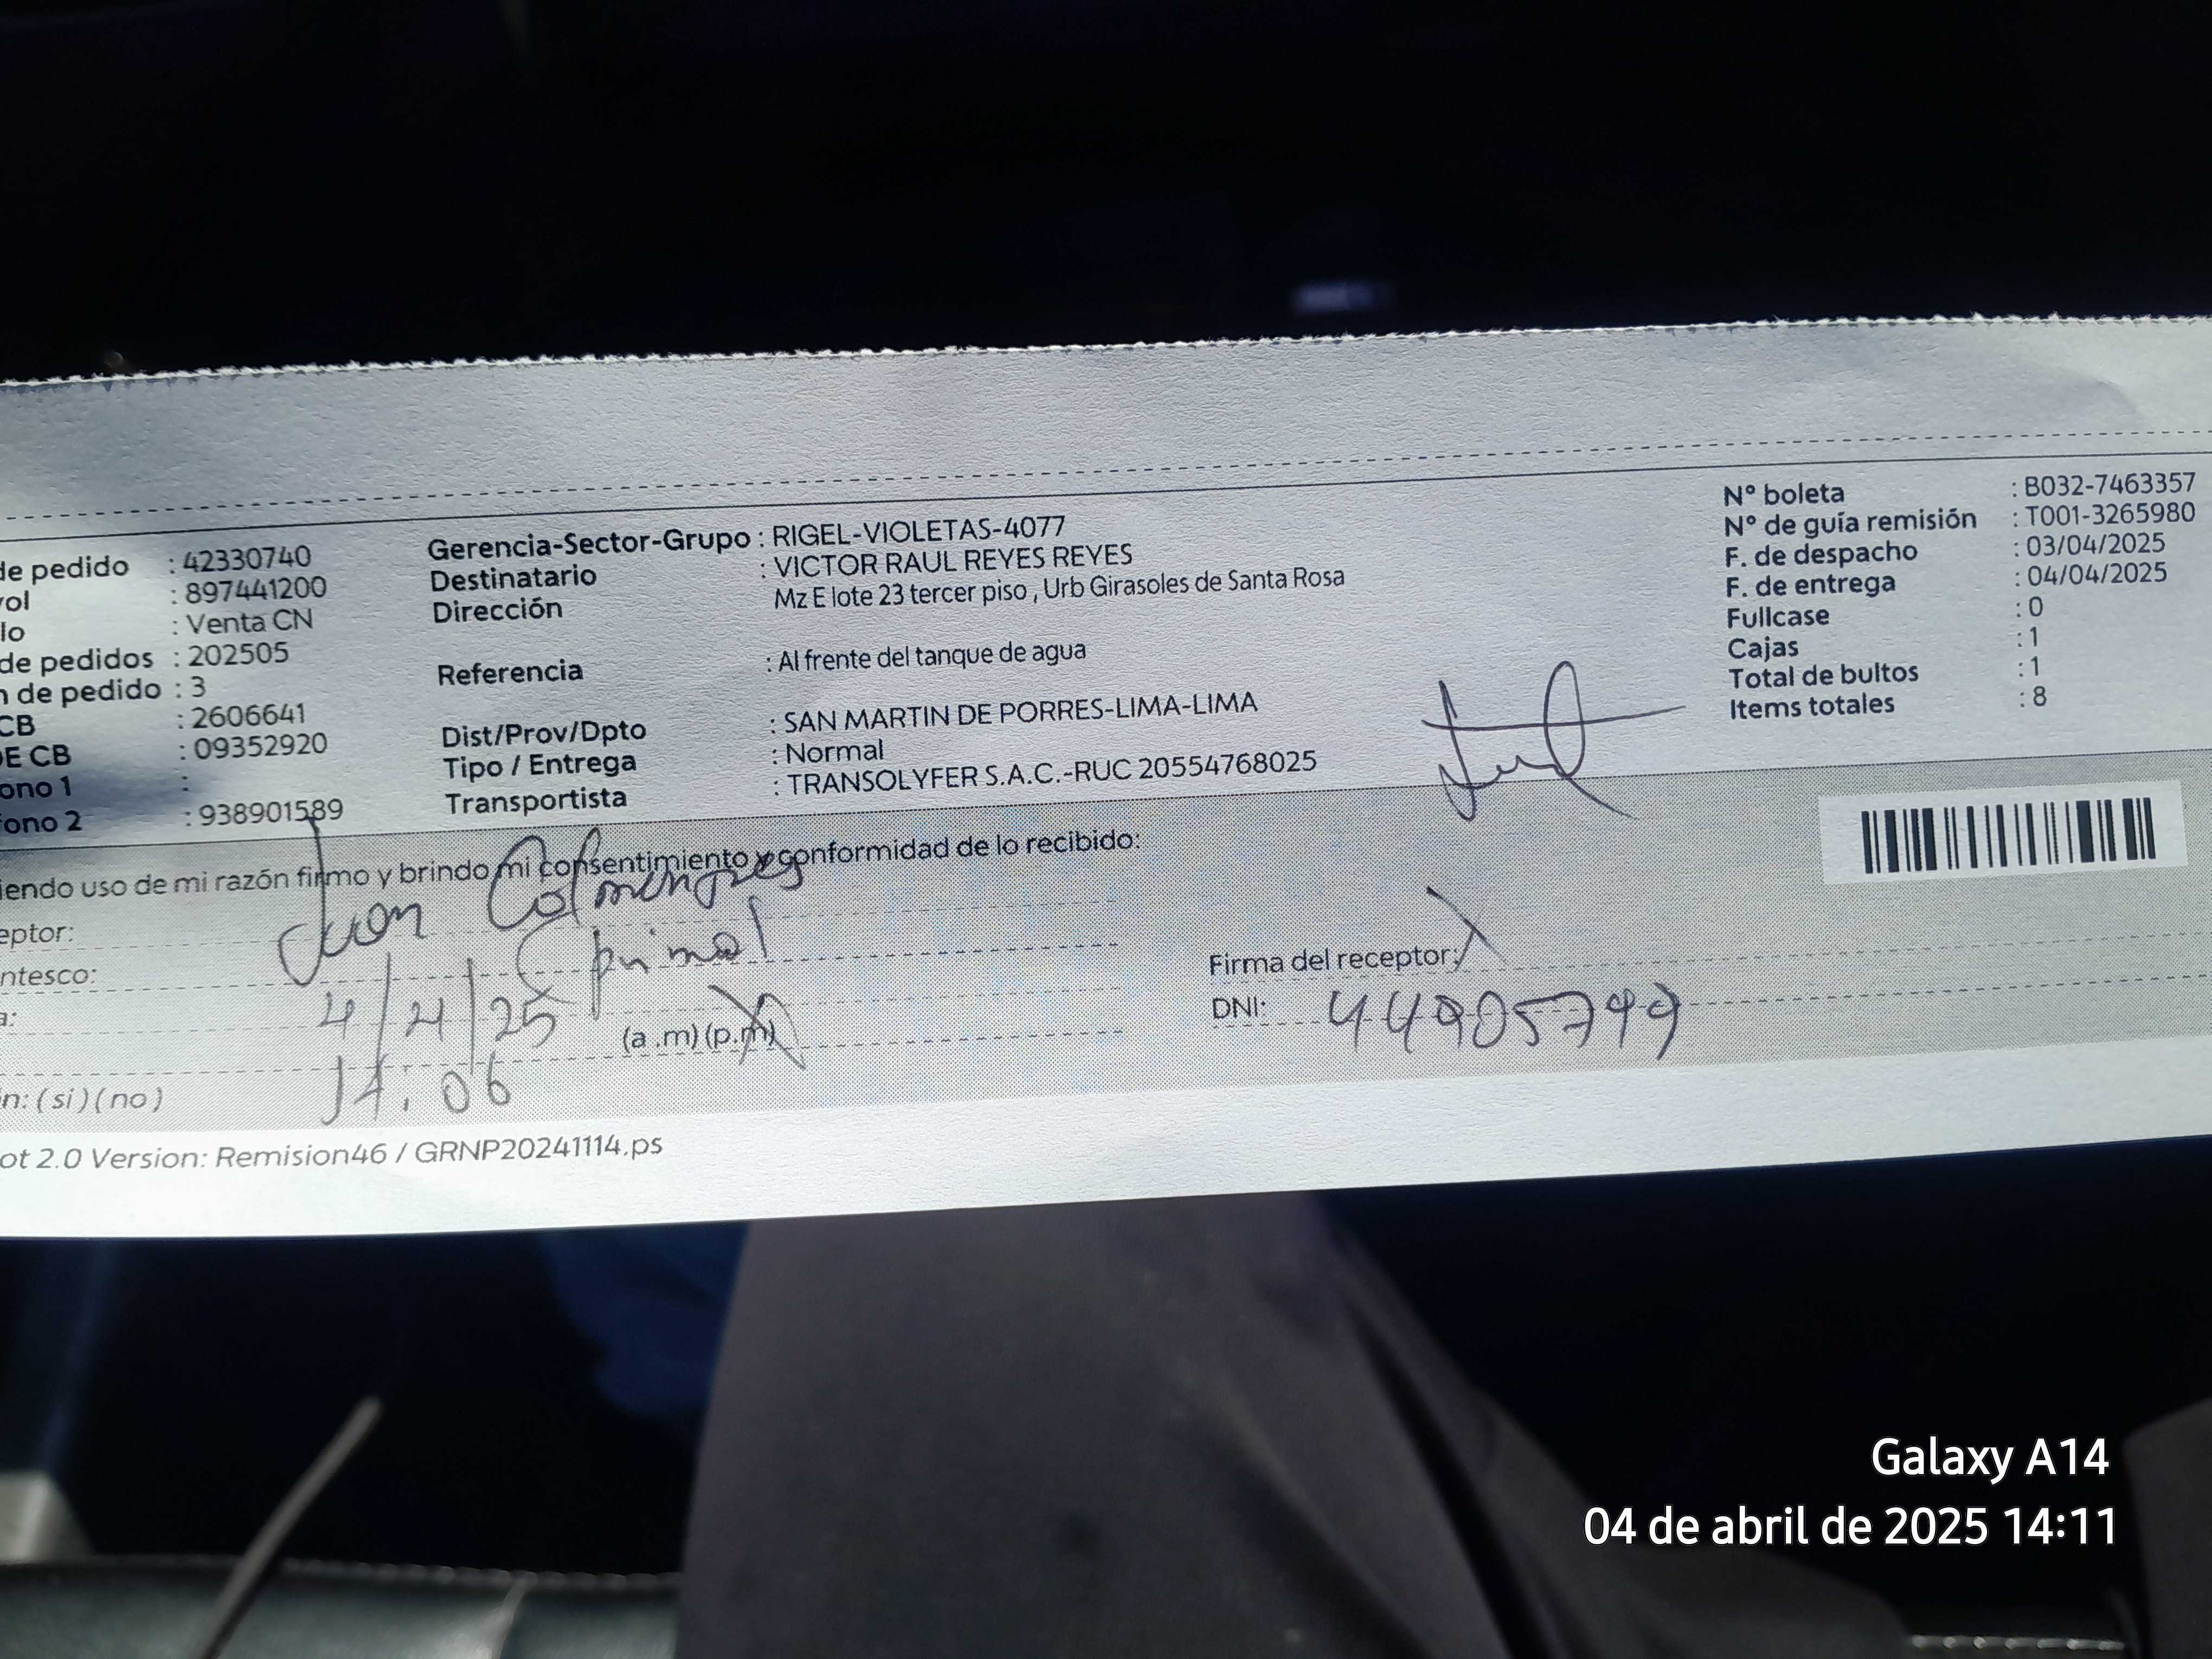 de pedido : 42330740
rol : 897441200
lo : Venta CN
de pedidos : 202505
n de pedido : 3
CB : 2606641
DE CB : 09352920
ono 1 :
fono 2 : 938901589
Gerencia-Sector-Grupo : RIGEL-VIOLETAS-4077
Destinatario : VICTOR RAUL REYES REYES
Dirección Mz E lote 23 tercer piso , Urb Girasoles de Santa Rosa
Referencia : Al frente del tanque de agua
Dist/Prov/Dpto : SAN MARTIN DE PORRES-LIMA-LIMA
Tipo / Entrega : Normal
Transportista : TRANSOLYFER S.A.C.-RUC 20554768025
N° boleta : B032-7463357
N° de guía remisión : T001-3265980
F. de despacho : 03/04/2025
F. de entrega : 04/04/2025
Fullcase : 0
Cajas : 1
Total de bultos : 1
Items totales : 8
iendo uso de mi razón firmo y brindo mi consentimiento y conformidad de lo recibido:
eptor: Juan Colmenares
ntesco: (primo)
a: 4/4/25
14:06 (a .m) (p.m)
Firma del receptor:
DNI: 44905799
n: ( si ) ( no )
ot 2.0 Version: Remision46 / GRNP20241114.ps
Galaxy A14
04 de abril de 2025 14:11